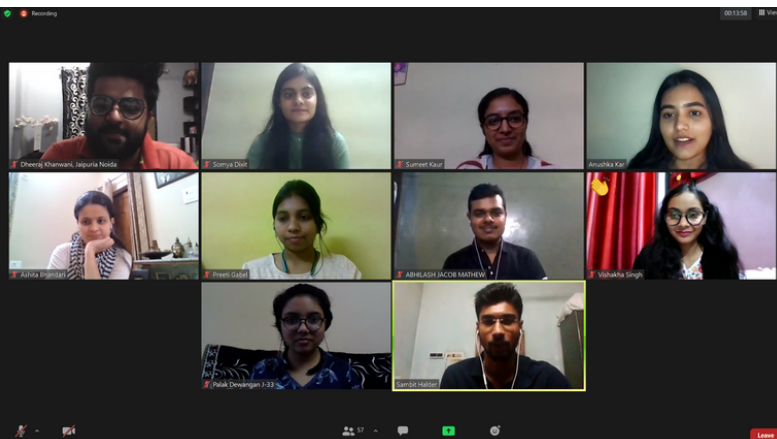 Recording
00:13:58
View
Dheeraj Khanwani, Jaipuria Noida
Somya Dixit
Sumeet Kaur
Anushka Kar
Ashita Bhandari
Preeti Gabel
ABHILASH JACOB MATHEW
Vishakha Singh
Palak Dewangan J-33
Sambit Halder
57
Leave